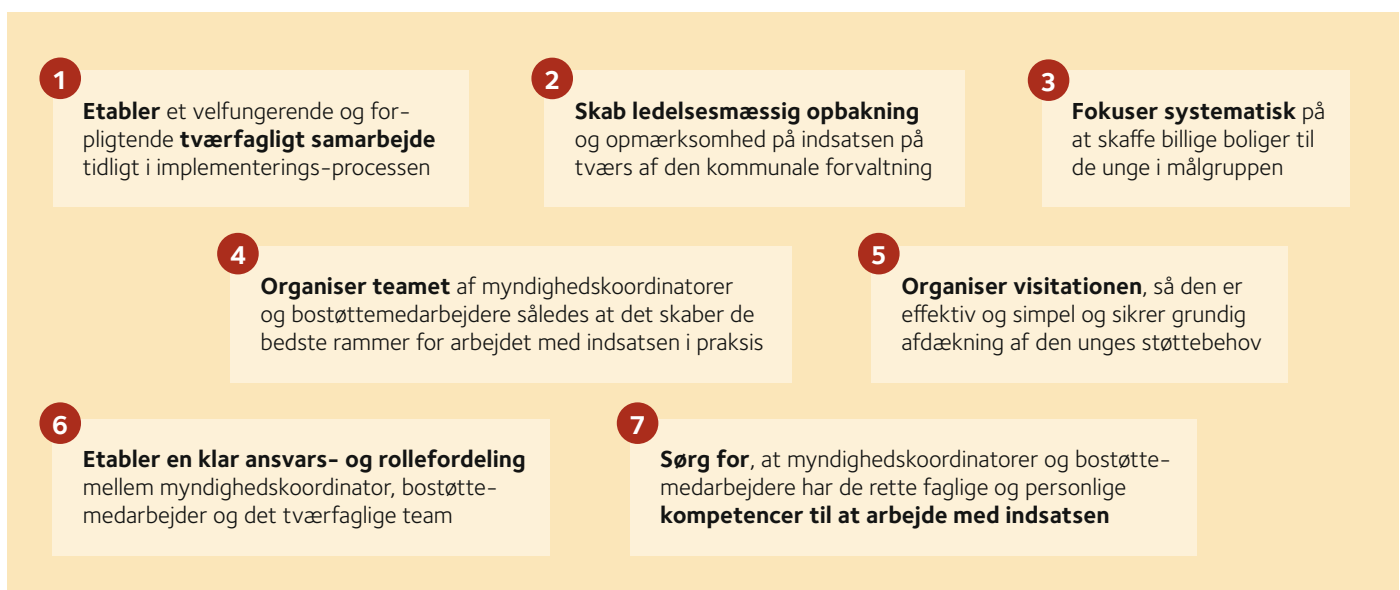 1
Etabler et velfungerende og for-
pligtende tværfagligt samarbejde
tidligt i implementerings-processen
2
Skab ledelsesmæssig opbakning
og opmærksomhed på indsatsen på
tværs af den kommunale forvaltning
3
Fokuser systematisk på
at skaffe billige boliger til
de unge i målgruppen
4
Organiser teamet af myndighedskoordinatorer
og bostøttemedarbejdere således at det skaber de
bedste rammer for arbejdet med indsatsen i praksis
5
Organiser visitationen, så den er
effektiv og simpel og sikrer grundig
afdækning af den unges støttebehov
6
Etabler en klar ansvars- og rollefordeling
mellem myndighedskoordinator, bostøtte-
medarbejder og det tværfaglige team
7
Sørg for, at myndighedskoordinatorer og bostøtte-
medarbejdere har de rette faglige og personlige
kompetencer til at arbejde med indsatsen